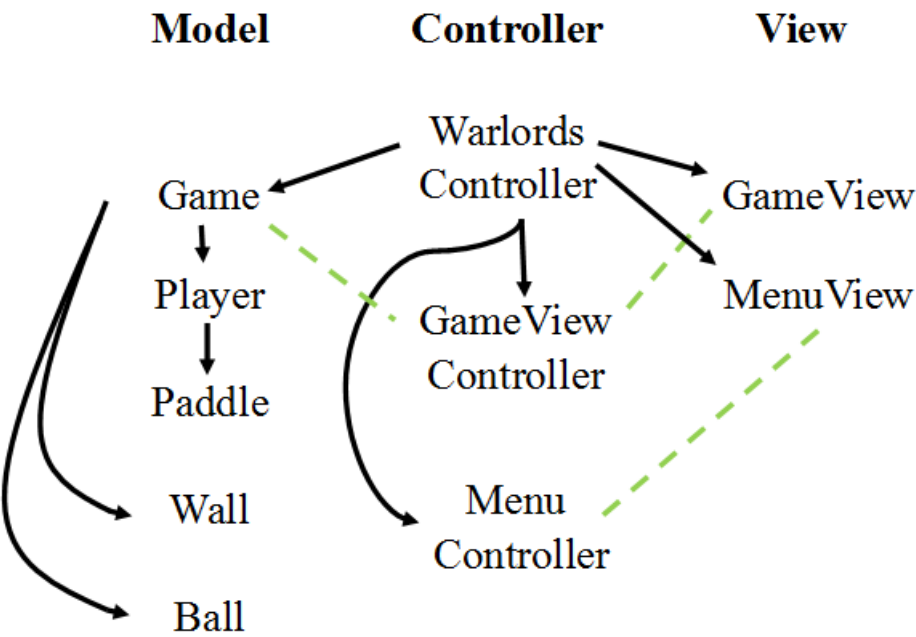 Model Controller View
Warlords
Controller
Game
GameView
Player
MenuView
GameView
Controller
Paddle
Wall
Menu
Controller
Ball